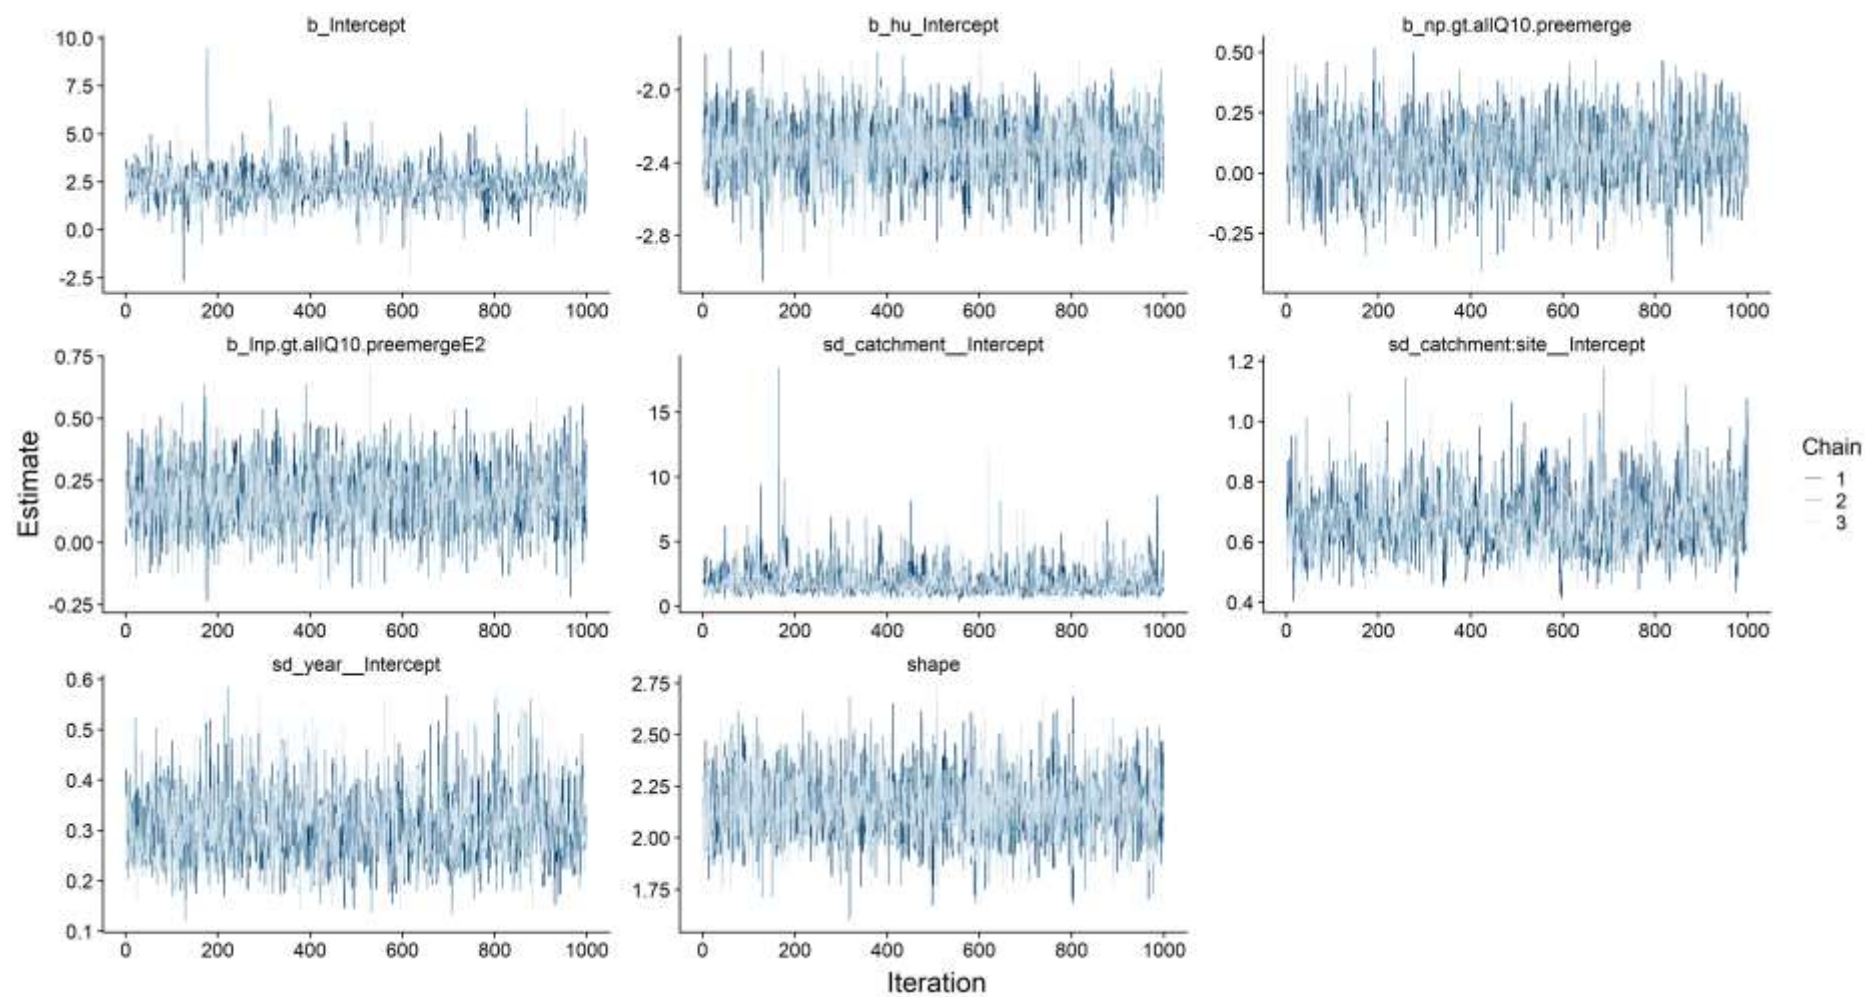 b_Intercept
10.0
7.5
5.0
2.5
0.0
-2.5
0 200 400 600 800 1000
b_hu_Intercept
-2.0
-2.4
-2.8
0 200 400 600 800 1000
b_np.gt.allQ10.preemerge
0.50
0.25
0.00
-0.25
0 200 400 600 800 1000
b_Inp.gt.allQ10.preemergeE2
0.75
0.50
0.25
0.00
-0.25
0 200 400 600 800 1000
sd_catchment__Intercept
15
10
5
0
0 200 400 600 800 1000
sd_catchment:site__Intercept
1.2
1.0
0.8
0.6
0.4
0 200 400 600 800 1000
sd_year__Intercept
0.6
0.5
0.4
0.3
0.2
0.1
0 200 400 600 800 1000
shape
2.75
2.50
2.25
2.00
1.75
0 200 400 600 800 1000
Estimate
Iteration
Chain
1
2
3